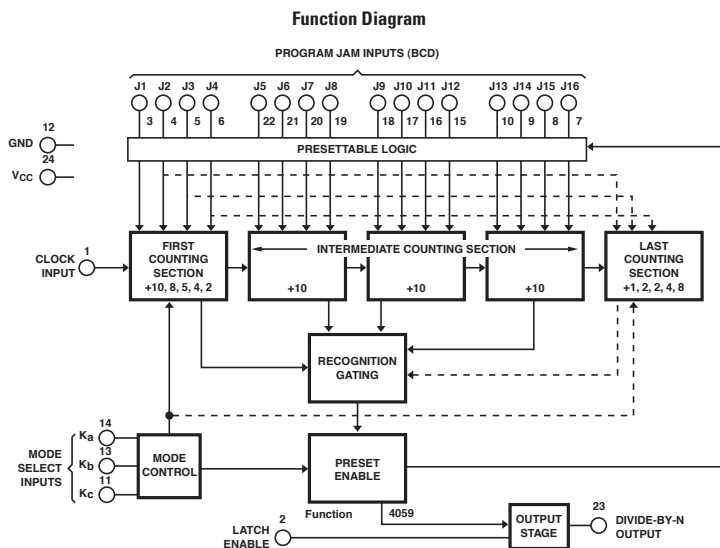 Function Diagram
PROGRAM JAM INPUTS (BCD)
J1 J2 J3 J4 J5 J6 J7 J8 J9 J10 J11 J12 J13 J14 J15 J16
3 4 5 6 22 21 20 19 18 17 16 15 10 9 8 7
12
GND
PRESETTABLE LOGIC
24
VCC
1
CLOCK
INPUT
FIRST
COUNTING
SECTION
+10, 8, 5, 4, 2
INTERMEDIATE COUNTING SECTION
+10 +10 +10
LAST
COUNTING
SECTION
+1, 2, 2, 4, 8
RECOGNITION
GATING
MODE
SELECT
INPUTS
14
Ka
13
Kb
11
Kc
MODE
CONTROL
PRESET
ENABLE
Function 4059
2
LATCH
ENABLE
OUTPUT
STAGE
23
DIVIDE-BY-N
OUTPUT